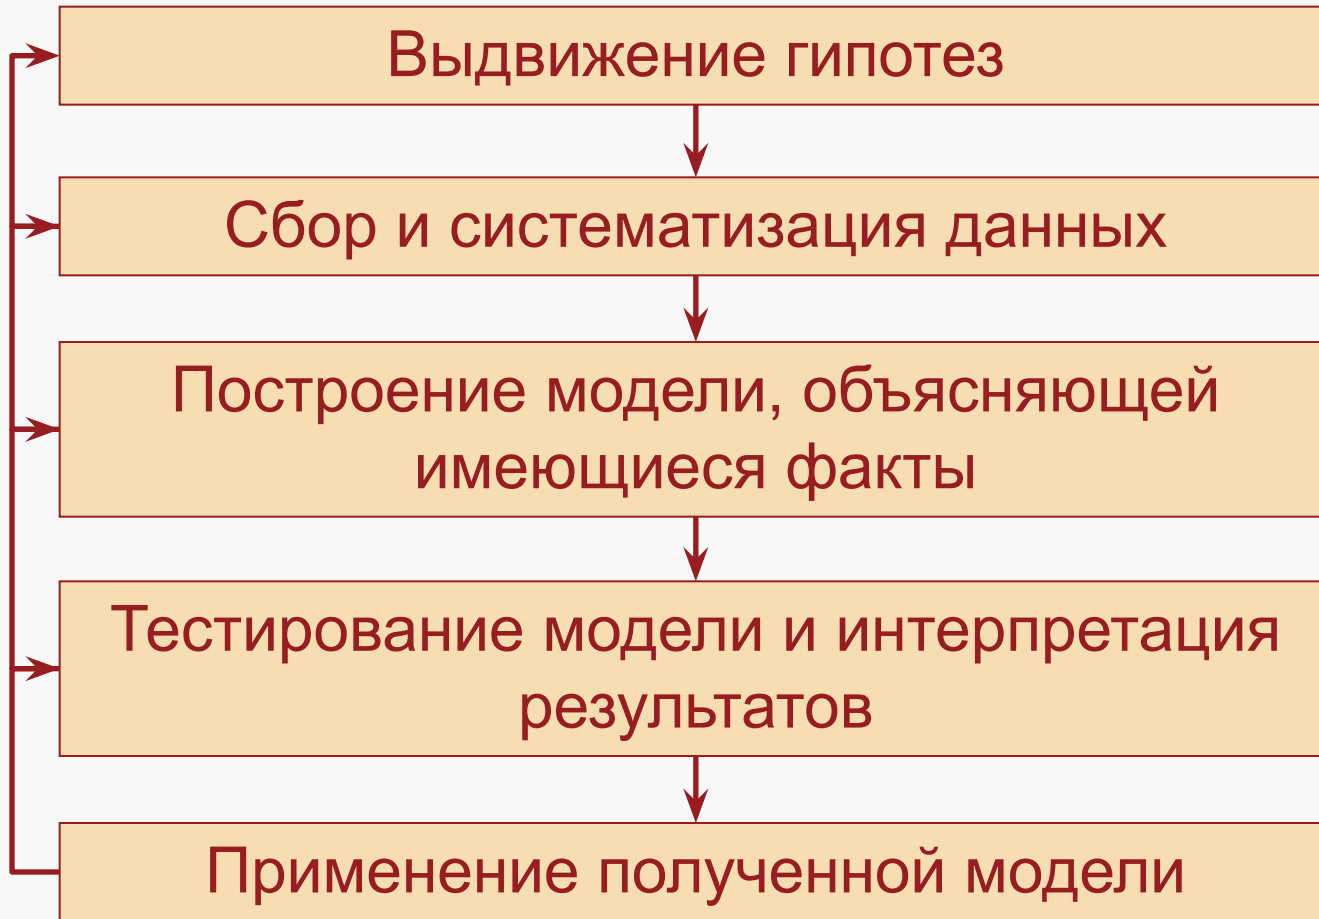 Выдвижение гипотез
Сбор и систематизация данных
Построение модели, объясняющей
имеющиеся факты
Тестирование модели и интерпретация
результатов
Применение полученной модели